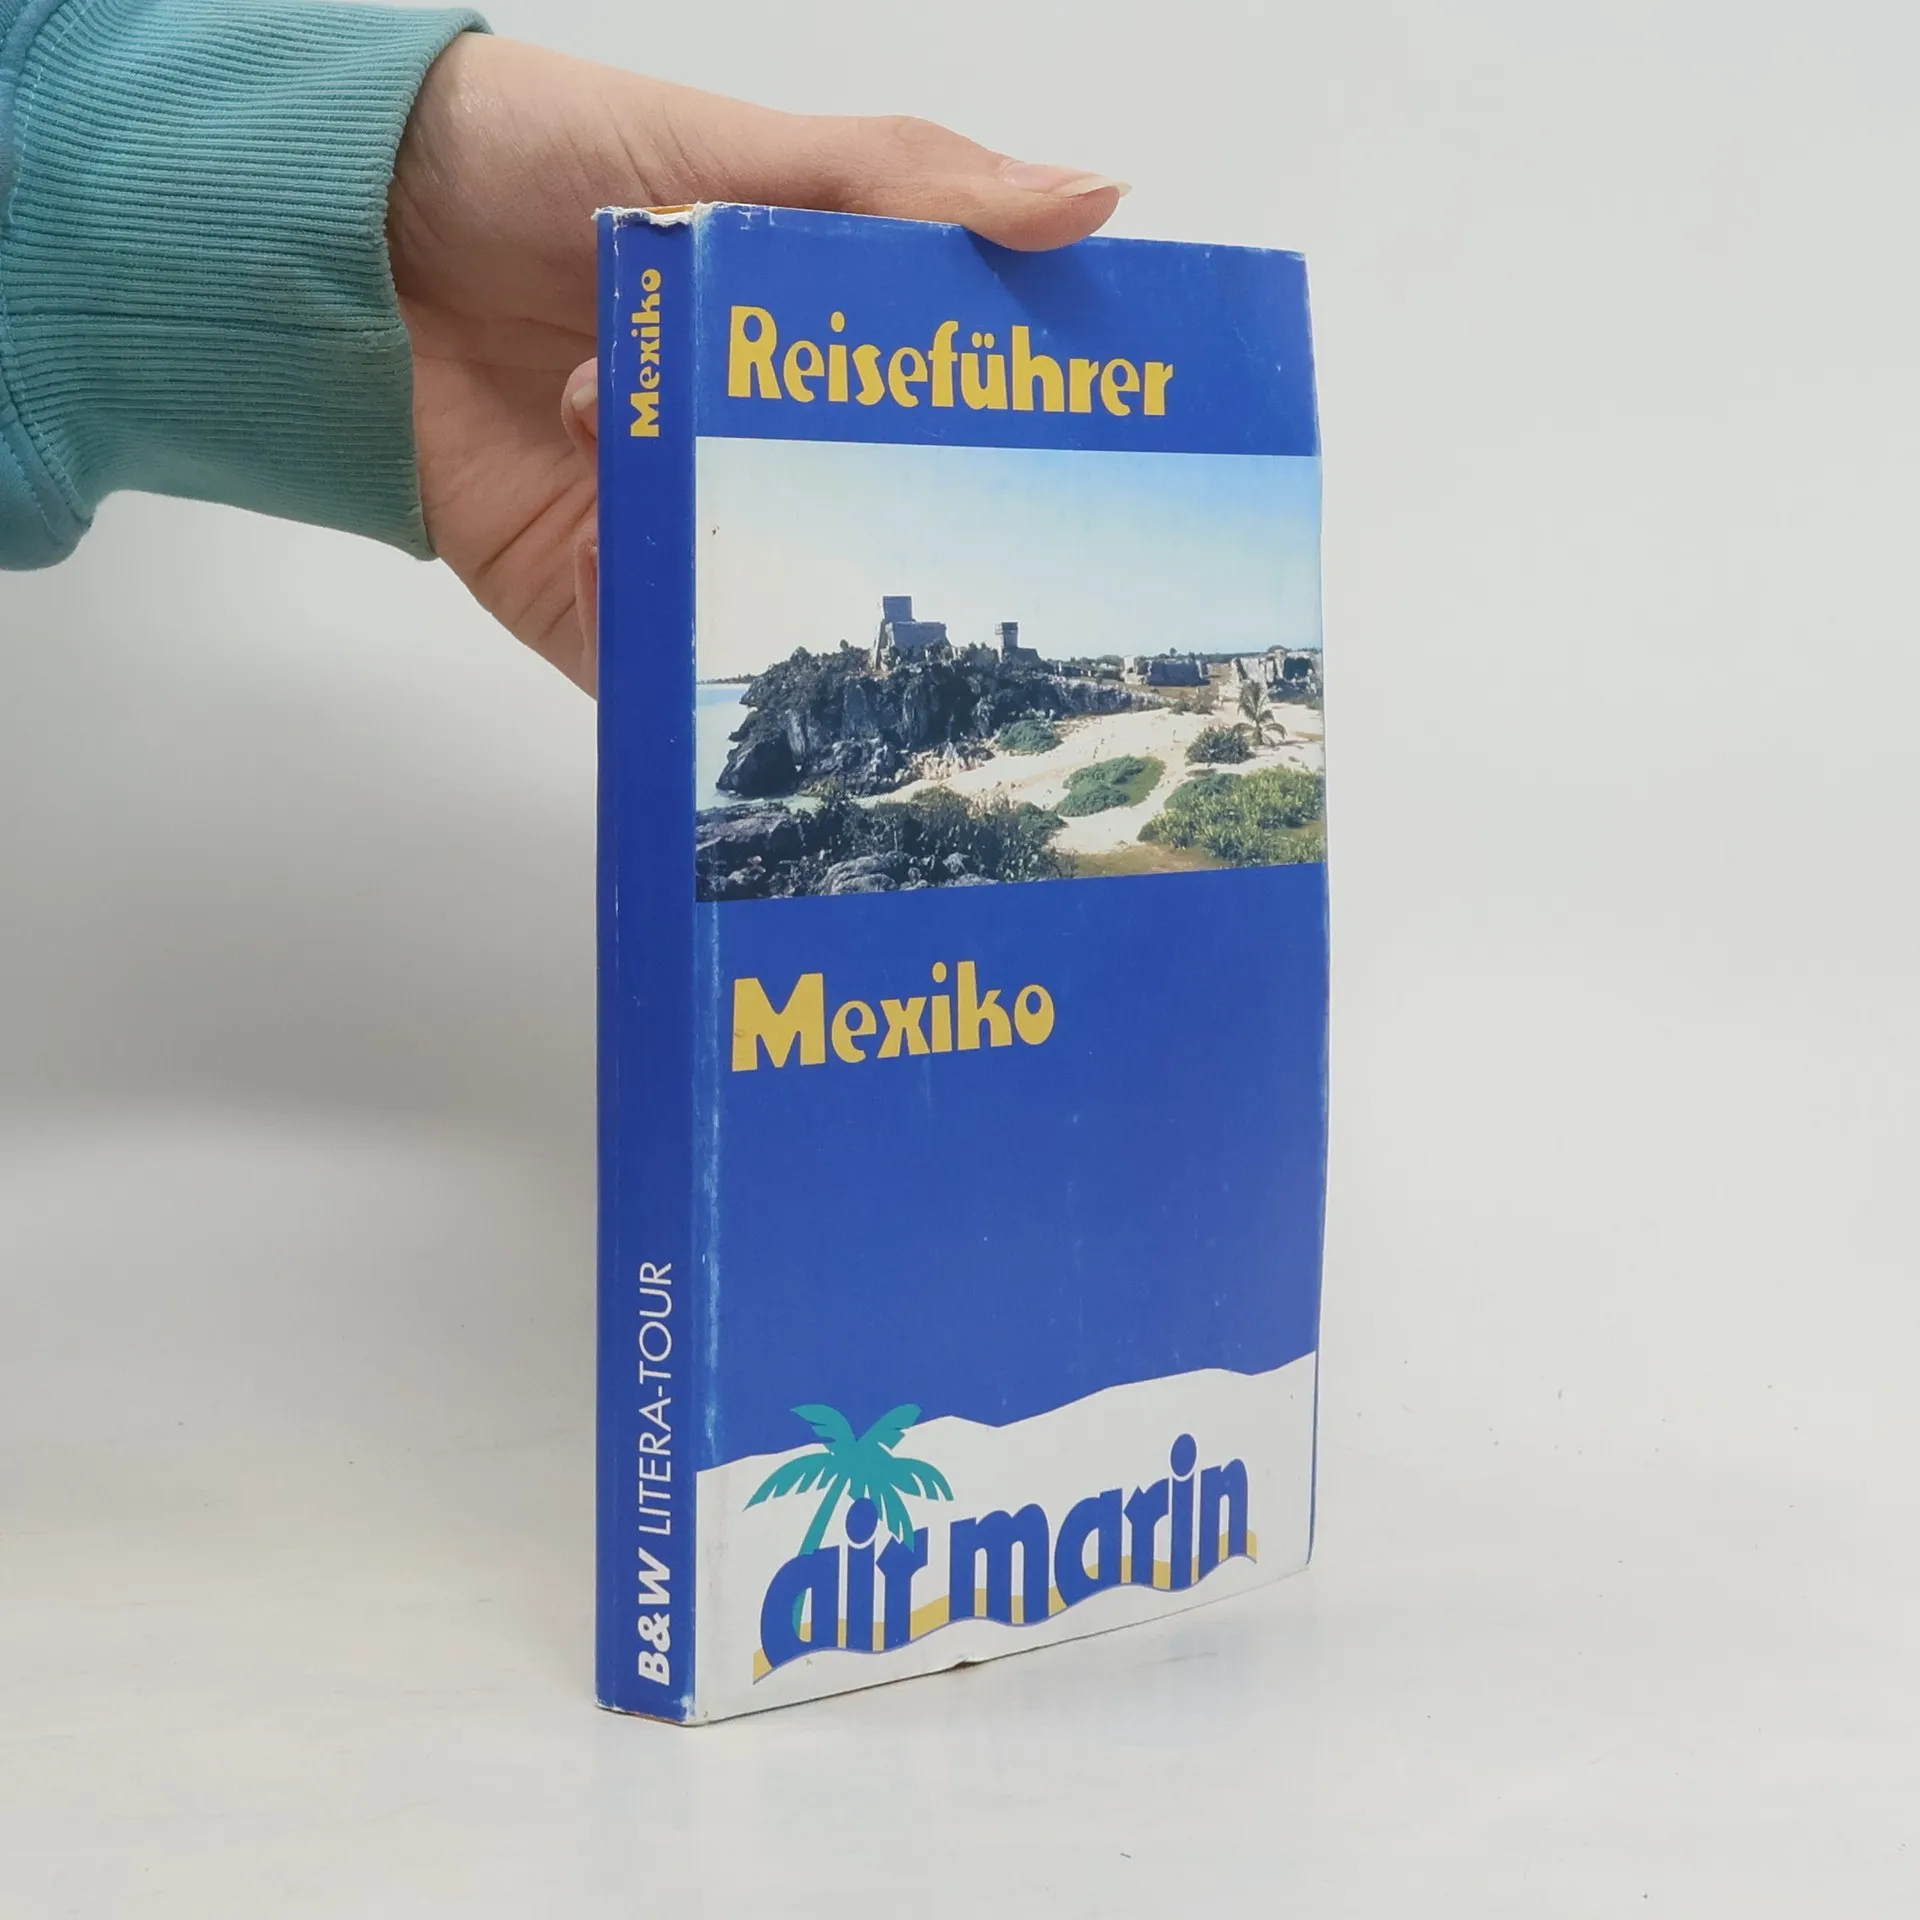 Mexiko
B&W LITERA-TOUR
Reiseführer
Mexiko
air marin